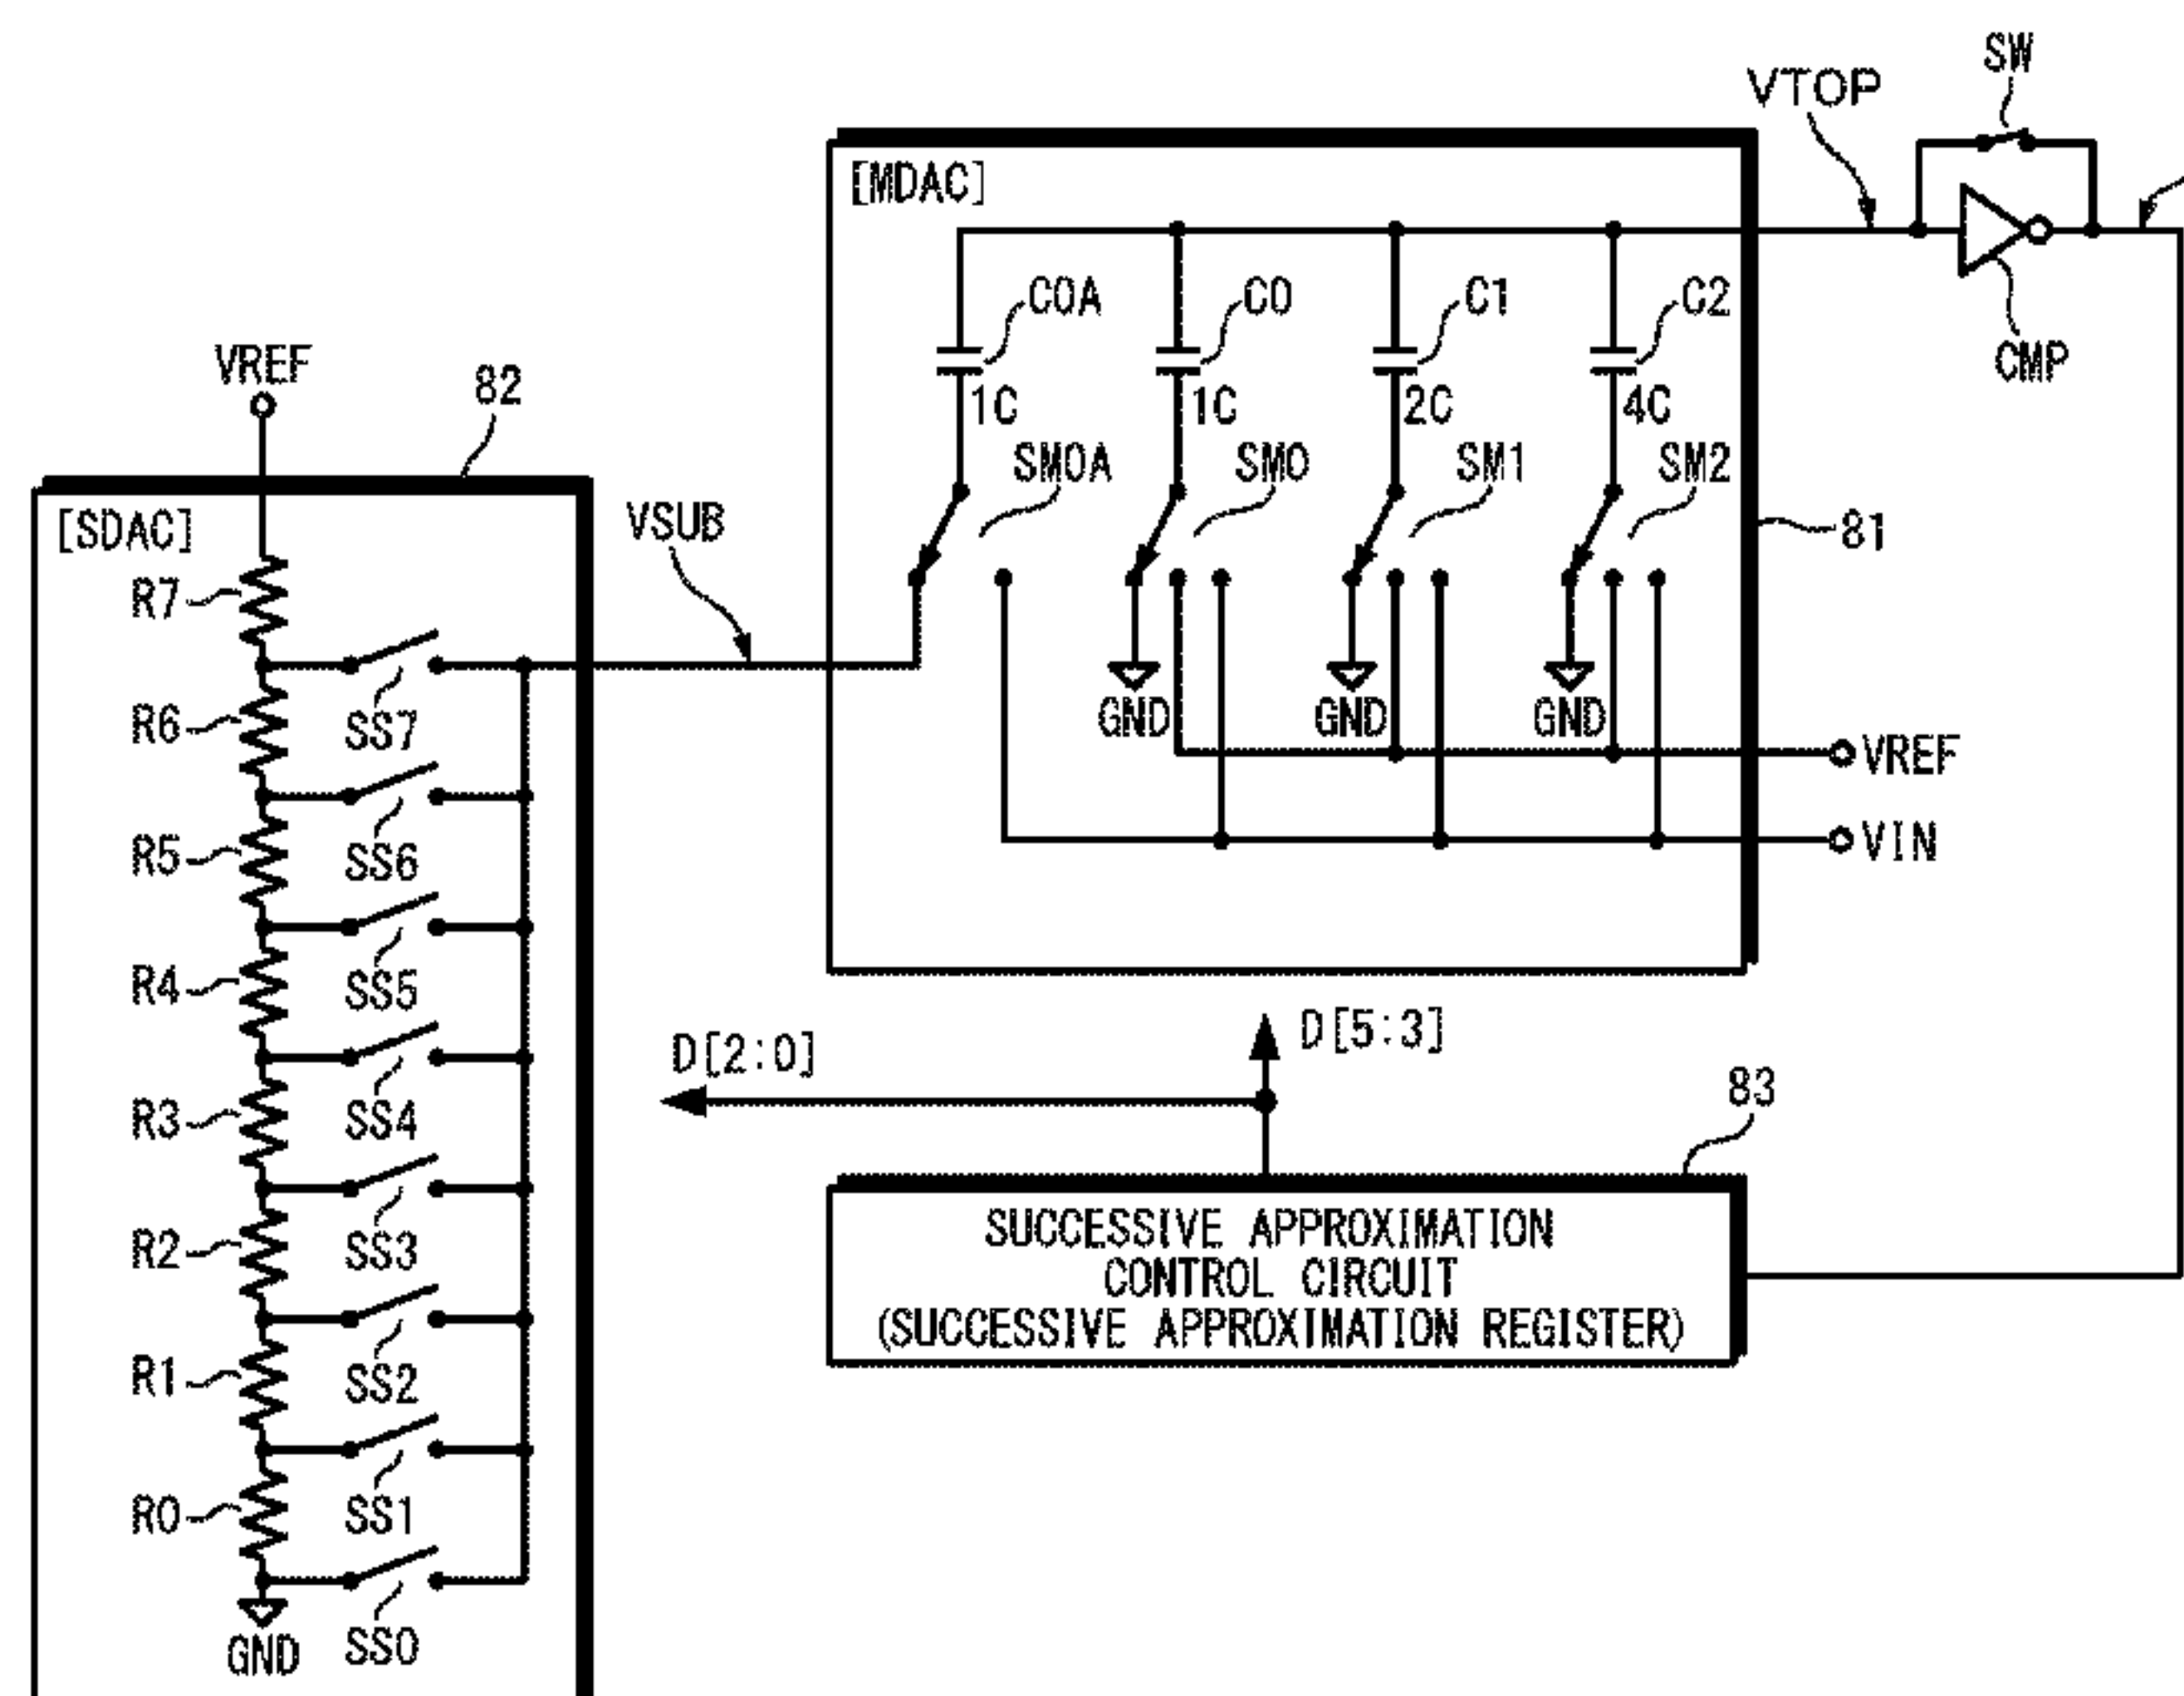 SW
VTOP
[MDAC]
C0A
C0
C1
C2
CMP
1C
1C
2C
4C
VREF
82
SM0A
SM0
SM1
SM2
[SDAC]
VSUB
81
R7
SS7
GND
GND
GND
R6
VREF
SS6
VIN
R5
SS5
R4
D[5:3]
D[2:0]
SS4
83
R3
SS3
R2
SUCCESSIVE APPROXIMATION
CONTROL CIRCUIT
(SUCCESSIVE APPROXIMATION REGISTER)
SS2
R1
SS1
R0
SS0
GND